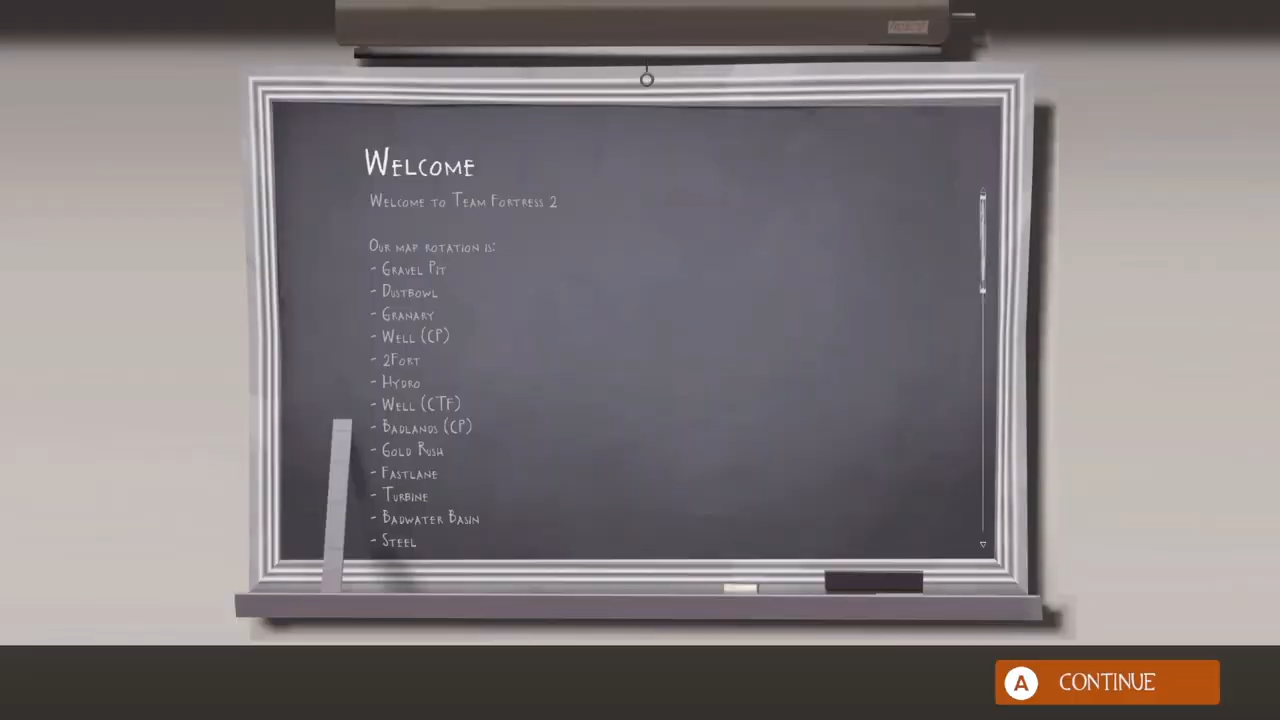 Welcome
Welcome to Team Fortress 2
Our map rotation is:
- Gravel Pit
- Dustbowl
- Granary
- Well (CP)
- 2Fort
- Hydro
- Well (CTF)
- Badlands (CP)
- Gold Rush
- Fastlane
- Turbine
- Badwater Basin
- Steel
A CONTINUE